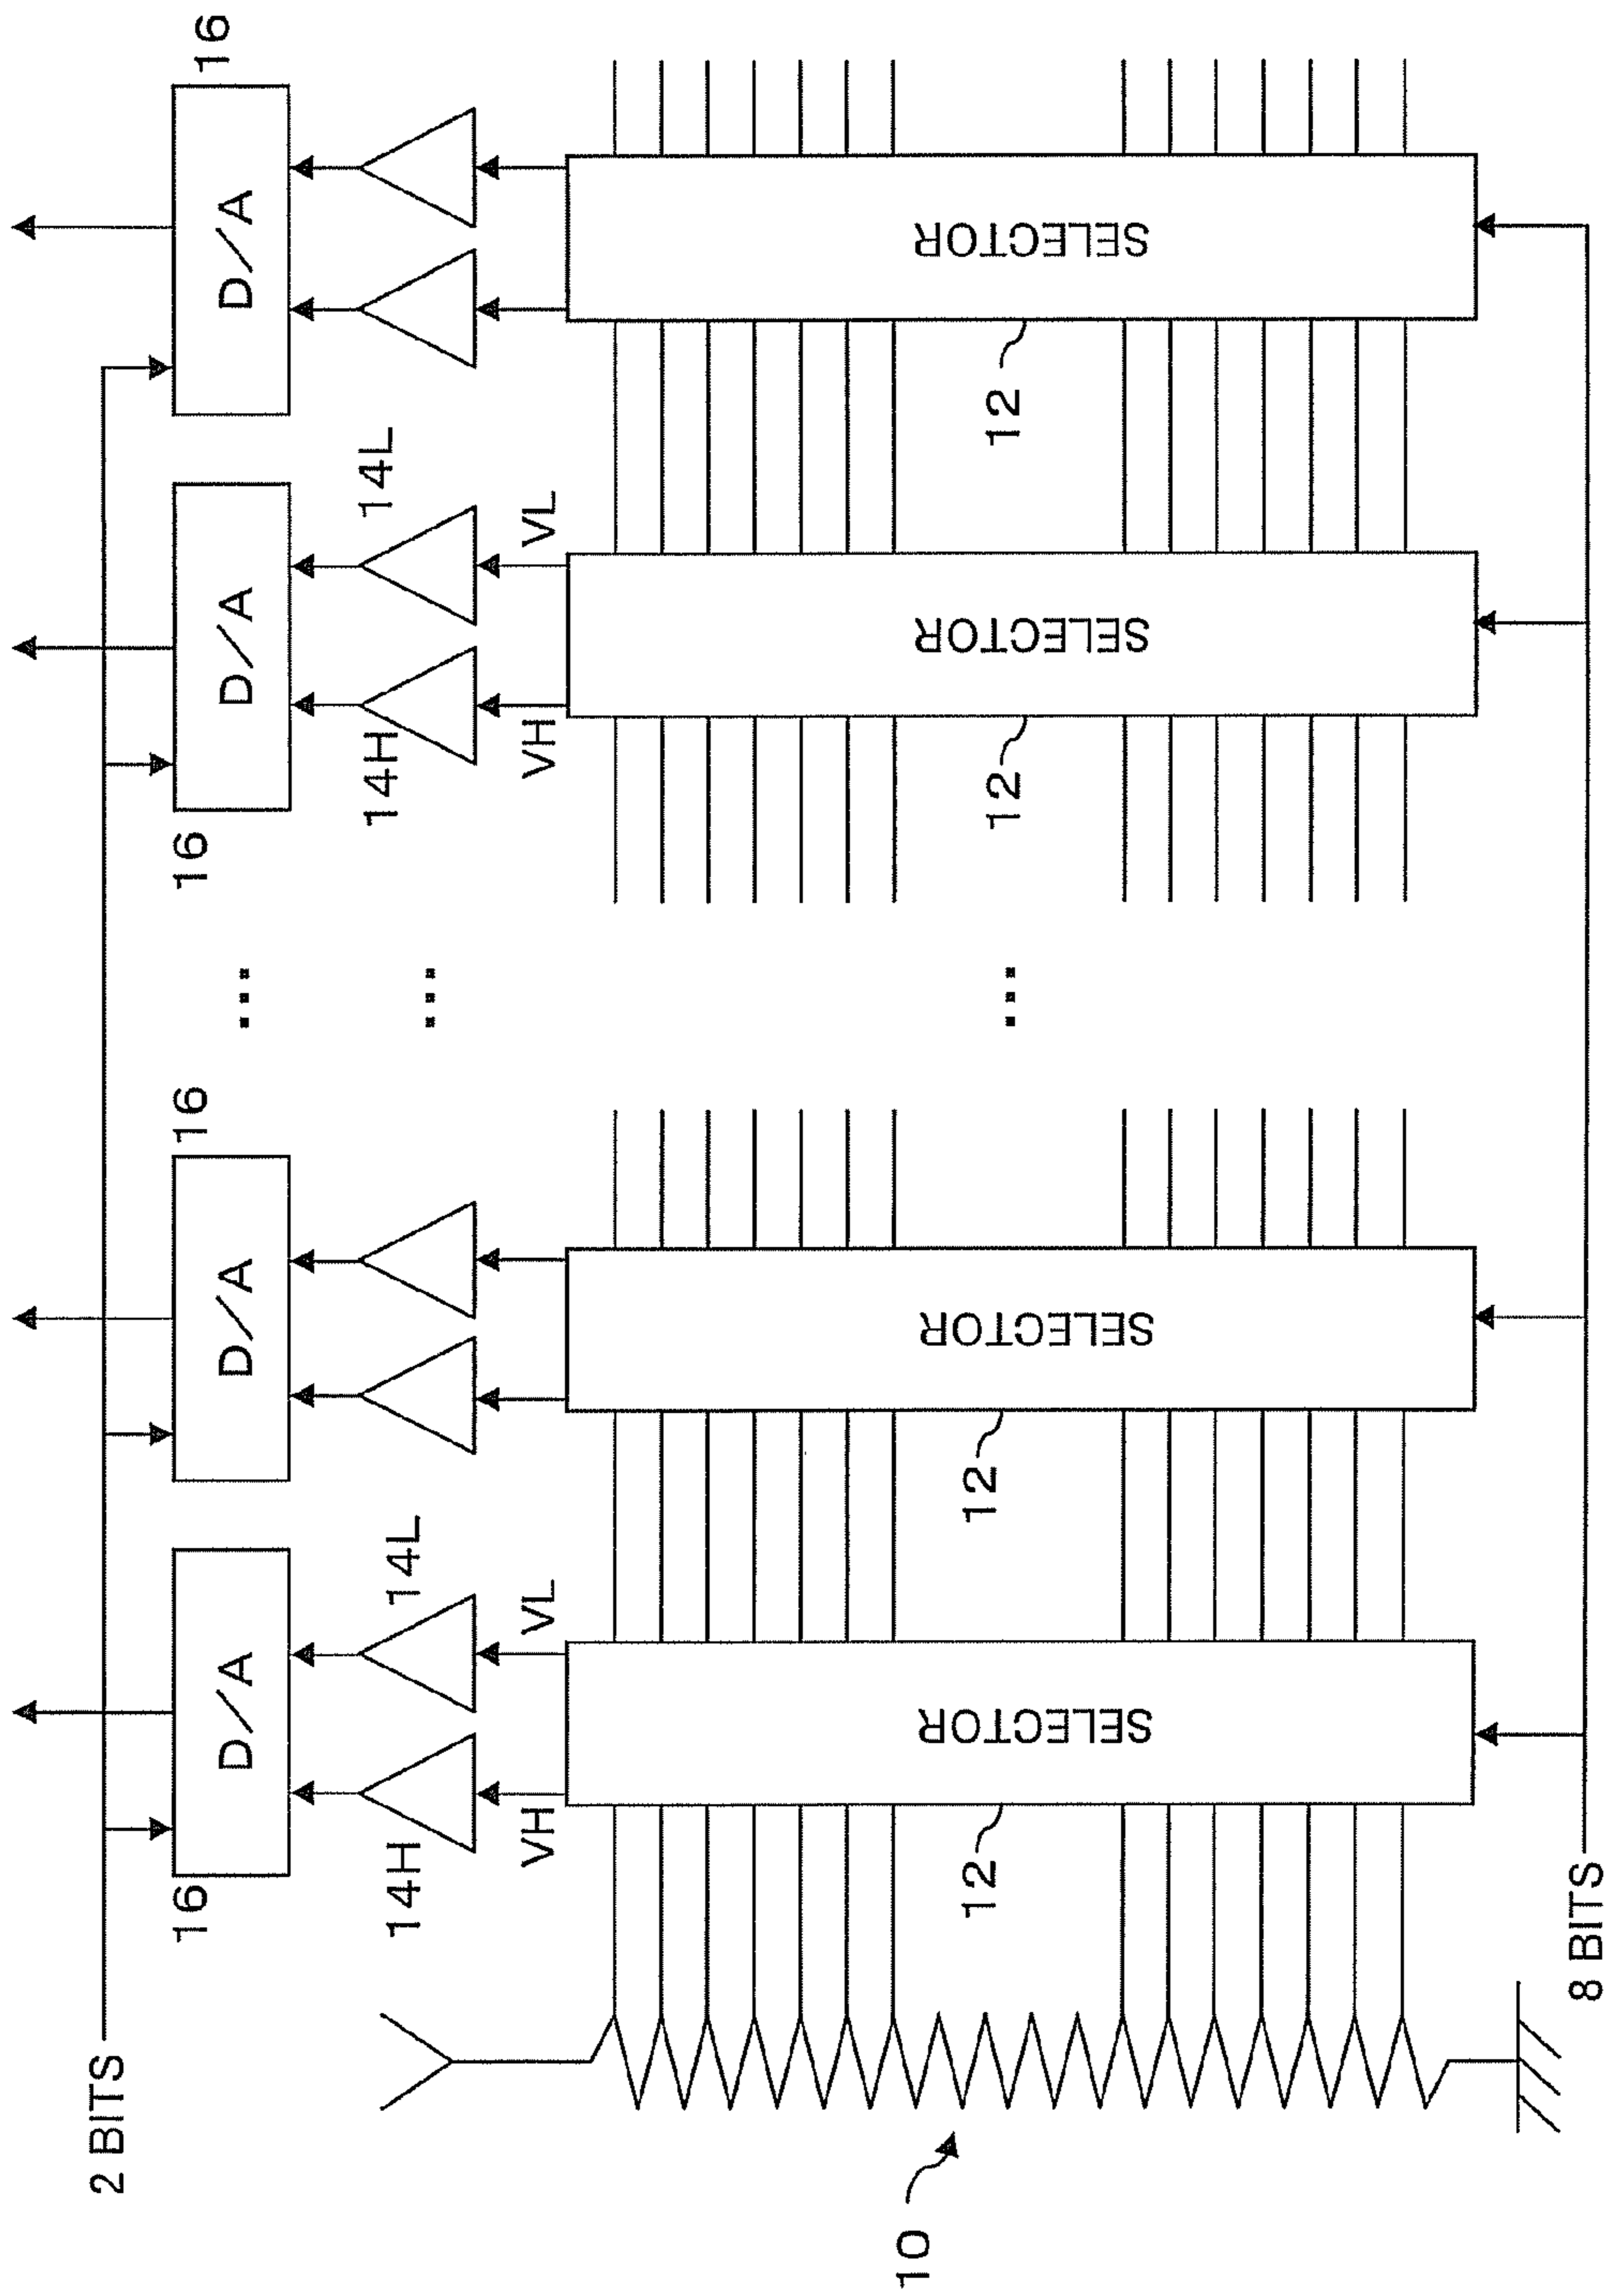 2 BITS
16
16
16
16
D/A
D/A
D/A
D/A
...
14H
14L
14H
14L
...
VH
VL
VH
VL
10
12
12
12
12
SELECTOR
SELECTOR
...
SELECTOR
SELECTOR
8 BITS